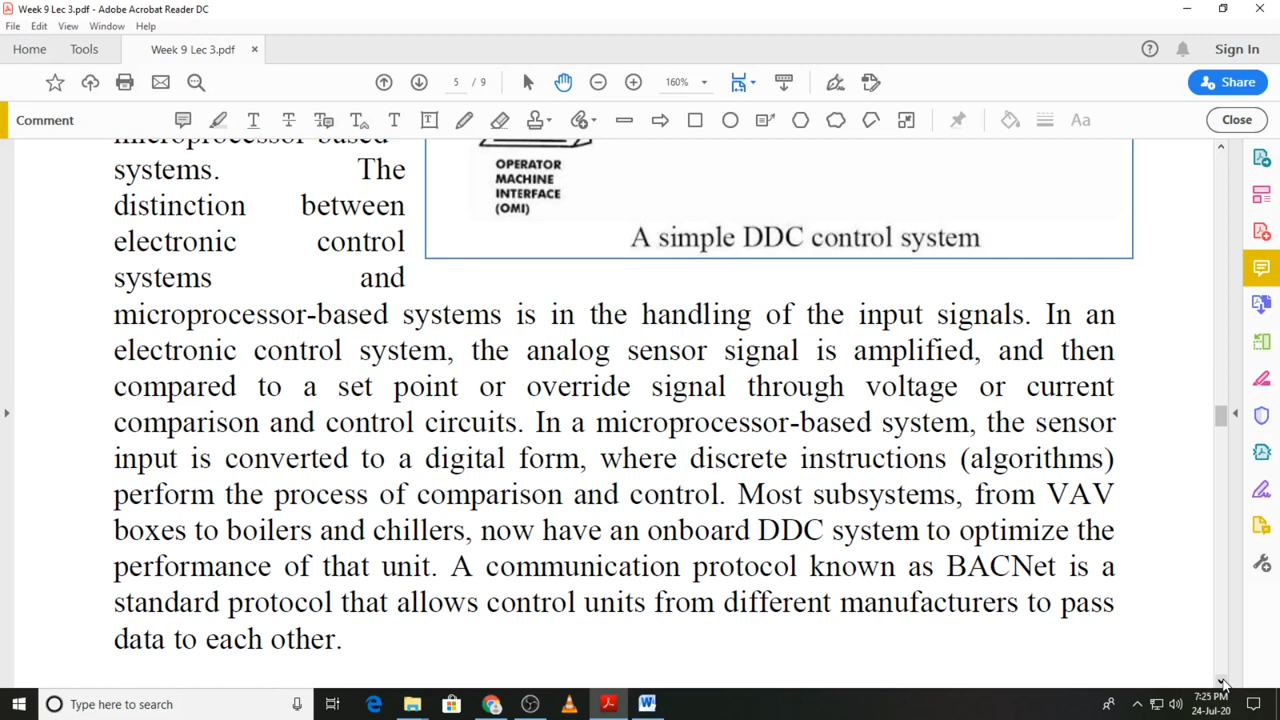 Week 9 Lec 3.pdf - Adobe Acrobat Reader DC
File Edit View Window Help
Home Tools Week 9 Lec 3.pdf × Sign In
5 / 9 160% Share
Comment Aa Close
microprocessor-based
systems. The
distinction between
electronic control
systems and
OPERATOR
MACHINE
INTERFACE
(OMI)
A simple DDC control system
microprocessor-based systems is in the handling of the input signals. In an
electronic control system, the analog sensor signal is amplified, and then
compared to a set point or override signal through voltage or current
comparison and control circuits. In a microprocessor-based system, the sensor
input is converted to a digital form, where discrete instructions (algorithms)
perform the process of comparison and control. Most subsystems, from VAV
boxes to boilers and chillers, now have an onboard DDC system to optimize the
performance of that unit. A communication protocol known as BACNet is a
standard protocol that allows control units from different manufacturers to pass
data to each other.
Type here to search
7:25 PM
24-Jul-20